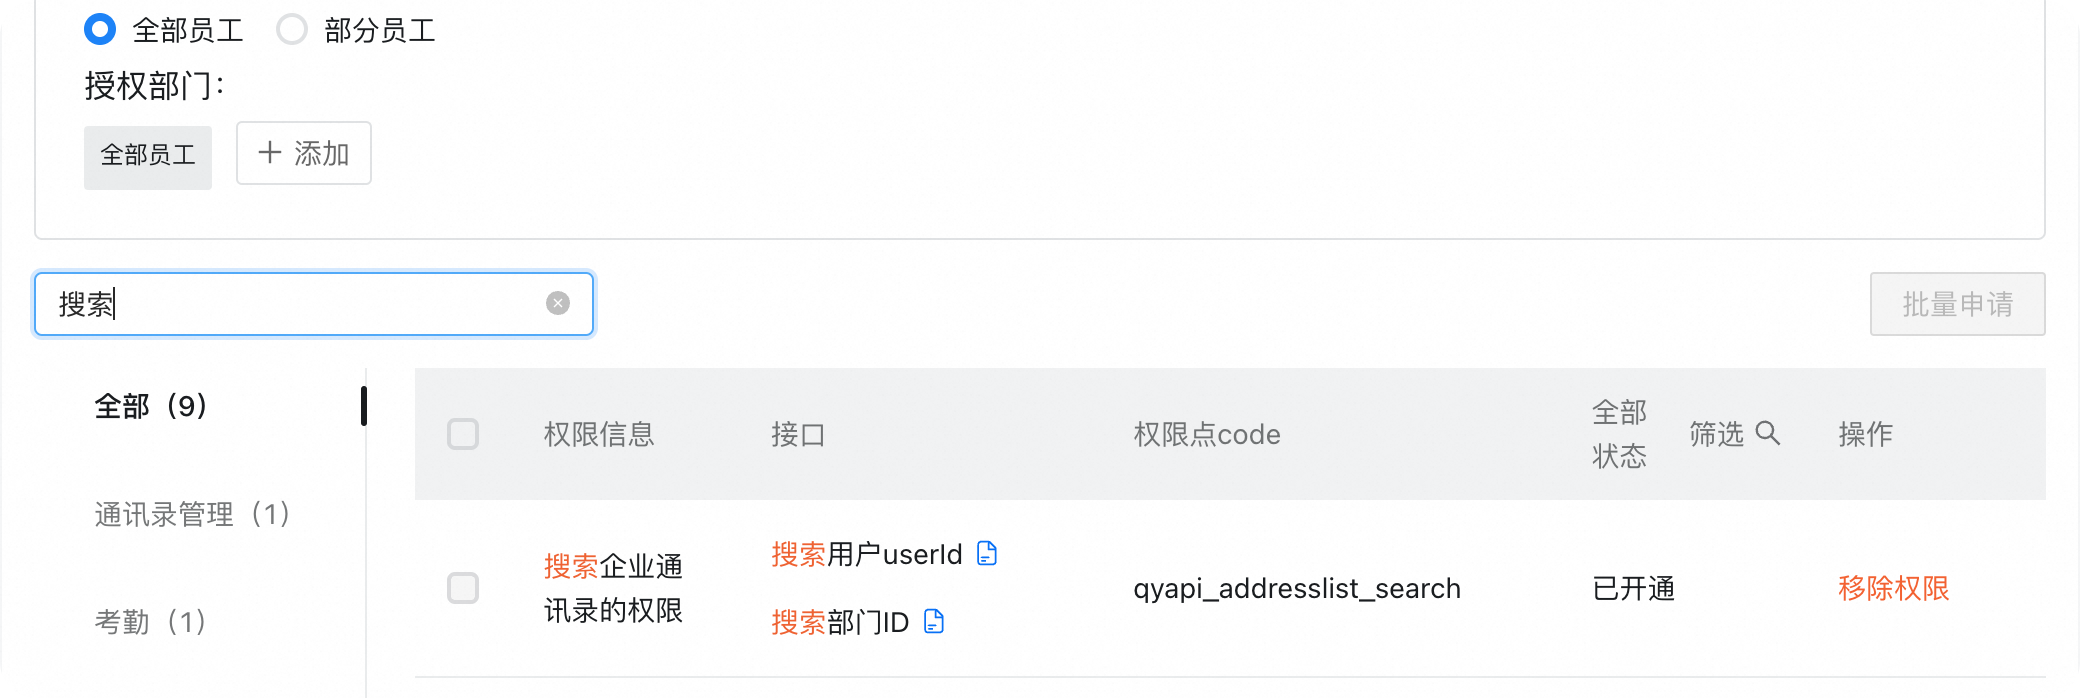 全部员工 部分员工
授权部门：
全部员工 + 添加
搜索
批量申请
全部（9）
通讯录管理（1）
考勤（1）
权限信息 接口 权限点code 全部状态 筛选 操作
搜索企业通讯录的权限
搜索用户userId
搜索部门ID
qyapi_addresslist_search
已开通
移除权限